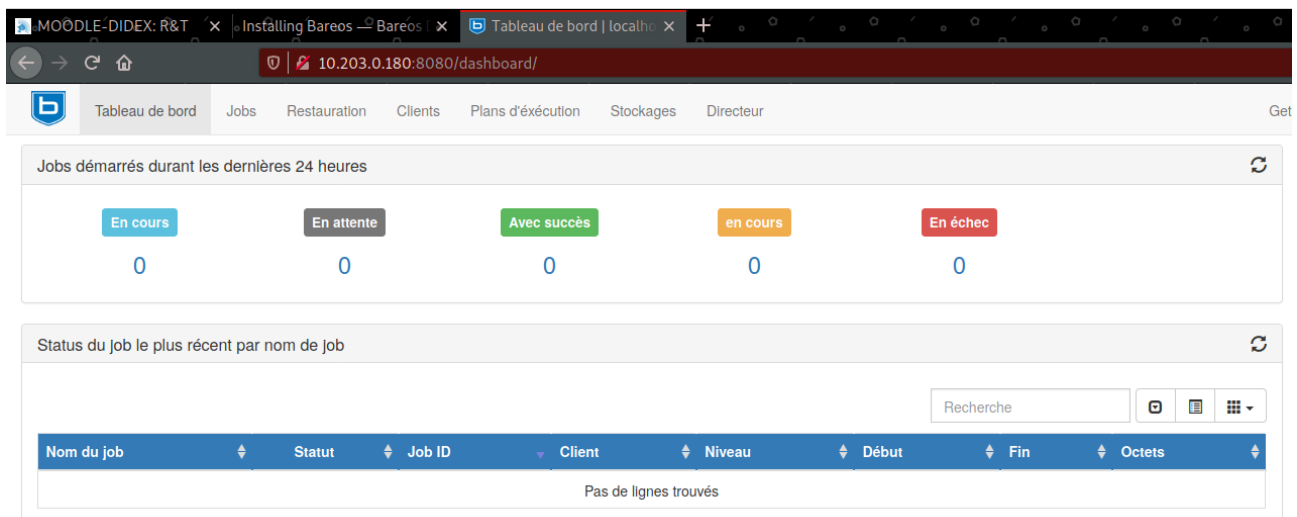 MOODLE-DIDEX: R&T
Installing Bareos — Bareos
Tableau de bord | localho
10.203.0.180:8080/dashboard/
Tableau de bord
Jobs
Restauration
Clients
Plans d'éxécution
Stockages
Directeur
Get
Jobs démarrés durant les dernières 24 heures
En cours
En attente
Avec succès
en cours
En échec
0
0
0
0
0
Status du job le plus récent par nom de job
Recherche
Nom du job
Statut
Job ID
Client
Niveau
Début
Fin
Octets
Pas de lignes trouvés